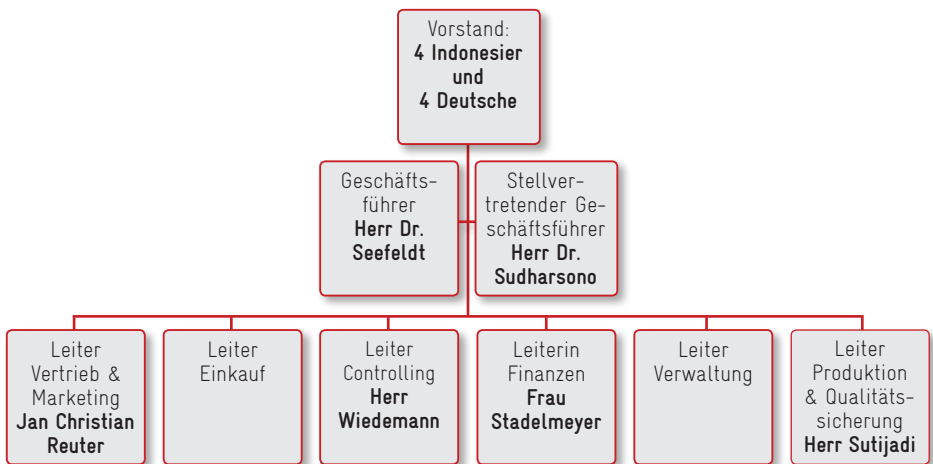 Vorstand:
4 Indonesier
und
4 Deutsche
Geschäfts-
führer
Herr Dr.
Seefeldt
Stellver-
tretender Ge-
schäftsführer
Herr Dr.
Sudharsono
Leiter
Vertrieb &
Marketing
Jan Christian
Reuter
Leiter
Einkauf
Leiter
Controlling
Herr
Wiedemann
Leiterin
Finanzen
Frau
Stadelmeyer
Leiter
Verwaltung
Leiter
Produktion
& Qualitäts-
sicherung
Herr Sutijadi